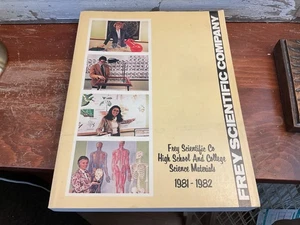 FREY SCIENTIFIC COMPANY
Frey Scientific Co
High School And College
Science Materials
1981 - 1982